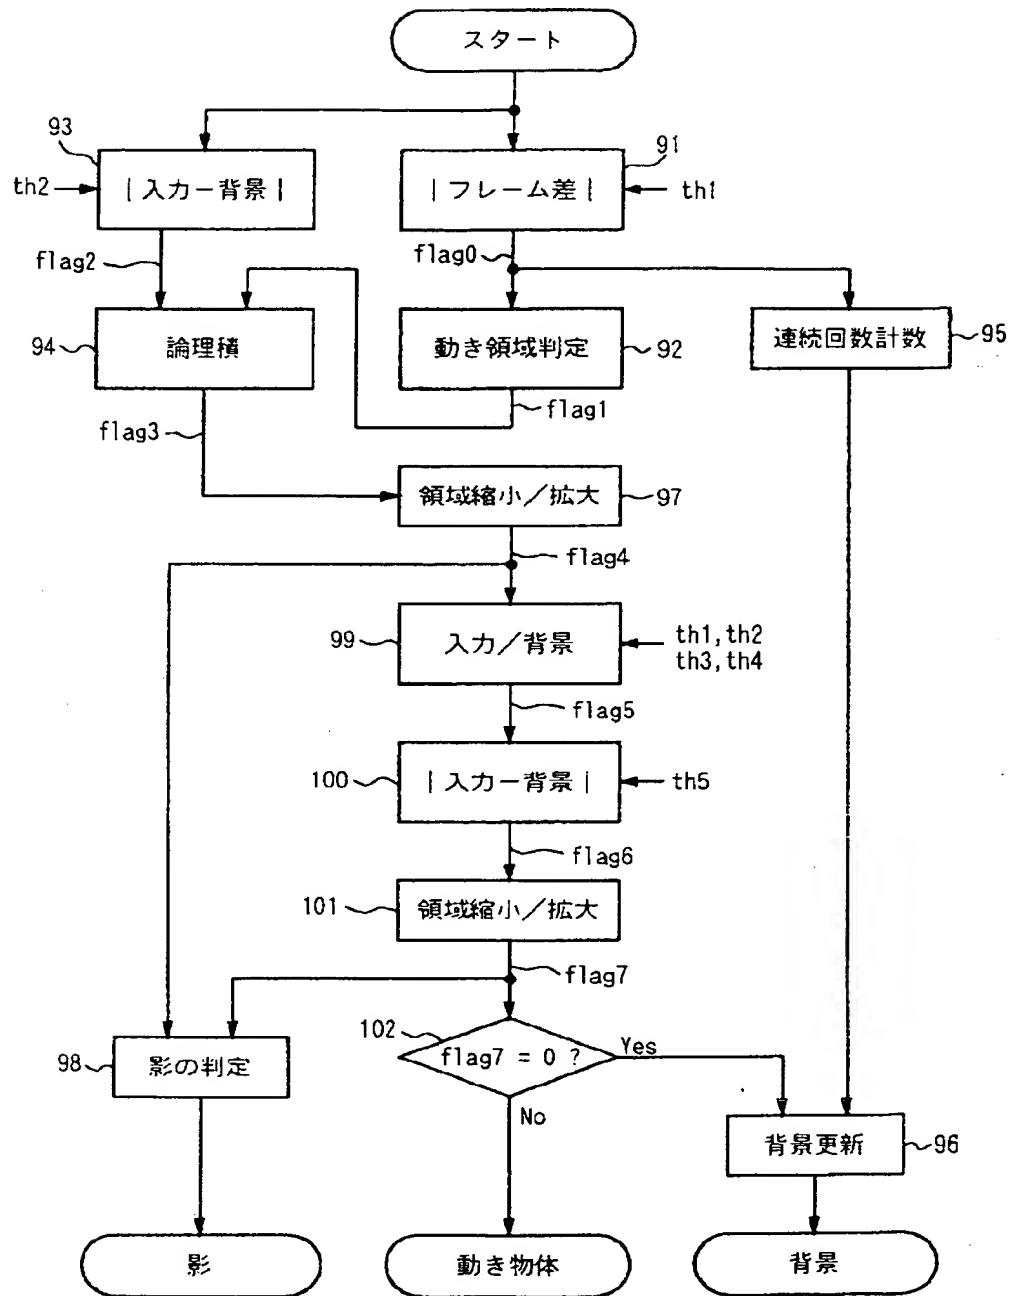 スタート
93
91
th2
|入力ー背景|
|フレーム差|
th1
flag2
flag0
94
論理積
動き領域判定
92
連続回数計数
95
flag3
flag1
領域縮小/拡大
97
flag4
99
入力/背景
th1,th2
th3,th4
flag5
100
|入力ー背景|
th5
flag6
101
領域縮小/拡大
flag7
102
flag7 = 0 ?
Yes
98
影の判定
No
背景更新
96
影
動き物体
背景